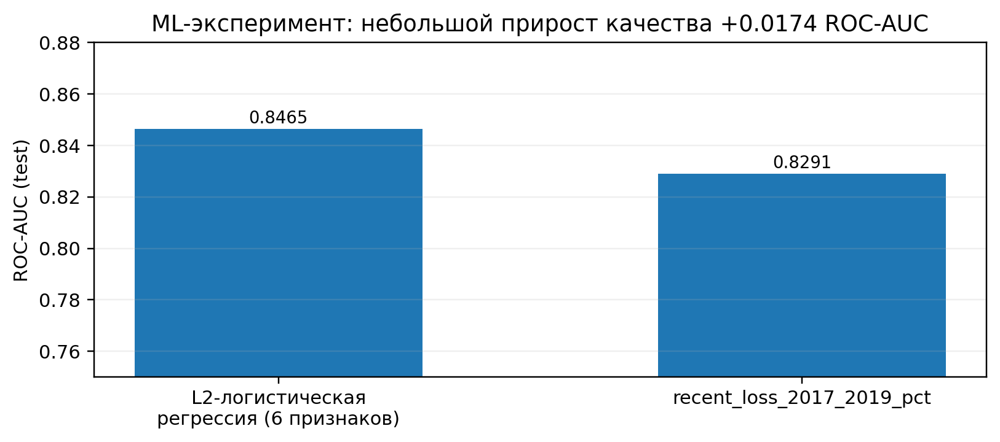 ML-эксперимент: небольшой прирост качества +0.0174 ROC-AUC
ROC-AUC (test)
0.88
0.86
0.84
0.82
0.80
0.78
0.76
0.8465
0.8291
L2-логистическая
регрессия (6 признаков)
recent_loss_2017_2019_pct